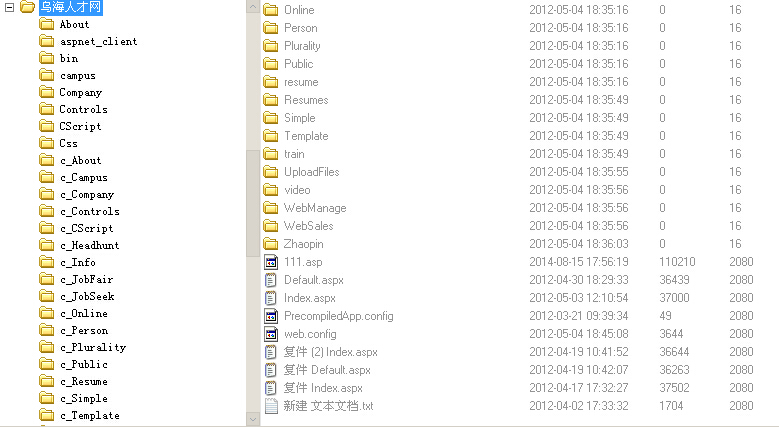 乌海人才网
About
aspnet_client
bin
campus
Company
Controls
CScript
Css
c_About
c_Campus
c_Company
c_Controls
c_CScript
c_Headhunt
c_Info
c_JobFair
c_JobSeek
c_Online
c_Person
c_Plurality
c_Public
c_Resume
c_Simple
c_Template
Online 2012-05-04 18:35:16 0 16
Person 2012-05-04 18:35:16 0 16
Plurality 2012-05-04 18:35:16 0 16
Public 2012-05-04 18:35:16 0 16
resume 2012-05-04 18:35:16 0 16
Resumes 2012-05-04 18:35:49 0 16
Simple 2012-05-04 18:35:49 0 16
Template 2012-05-04 18:35:49 0 16
train 2012-05-04 18:35:49 0 16
UploadFiles 2012-05-04 18:35:55 0 16
video 2012-05-04 18:35:56 0 16
WebManage 2012-05-04 18:35:56 0 16
WebSales 2012-05-04 18:35:56 0 16
Zhaopin 2012-05-04 18:36:03 0 16
111.asp 2014-08-15 17:56:19 110210 2080
Default.aspx 2012-04-30 18:29:33 36439 2080
Index.aspx 2012-05-03 12:10:54 37000 2080
PrecompiledApp.config 2012-03-21 09:39:34 49 2080
web.config 2012-05-04 18:45:08 3644 2080
复件 (2) Index.aspx 2012-04-19 10:41:52 36644 2080
复件 Default.aspx 2012-04-19 10:42:07 36263 2080
复件 Index.aspx 2012-04-17 17:32:27 37502 2080
新建 文本文档.txt 2012-04-02 17:33:32 1704 2080